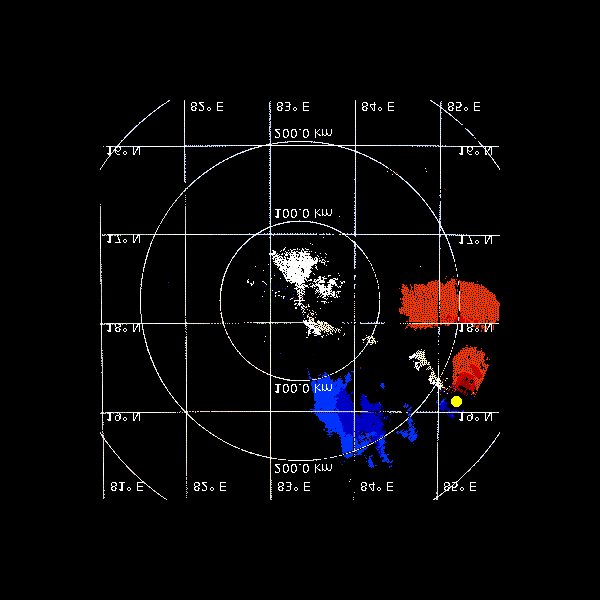 82° E 83° E 84° E 85° E
200.0 km
16° N 16° N
100.0 km
17° N 17° N
18° N 18° N
100.0 km
19° N 19° N
200.0 km
81° E 82° E 83° E 84° E 85° E